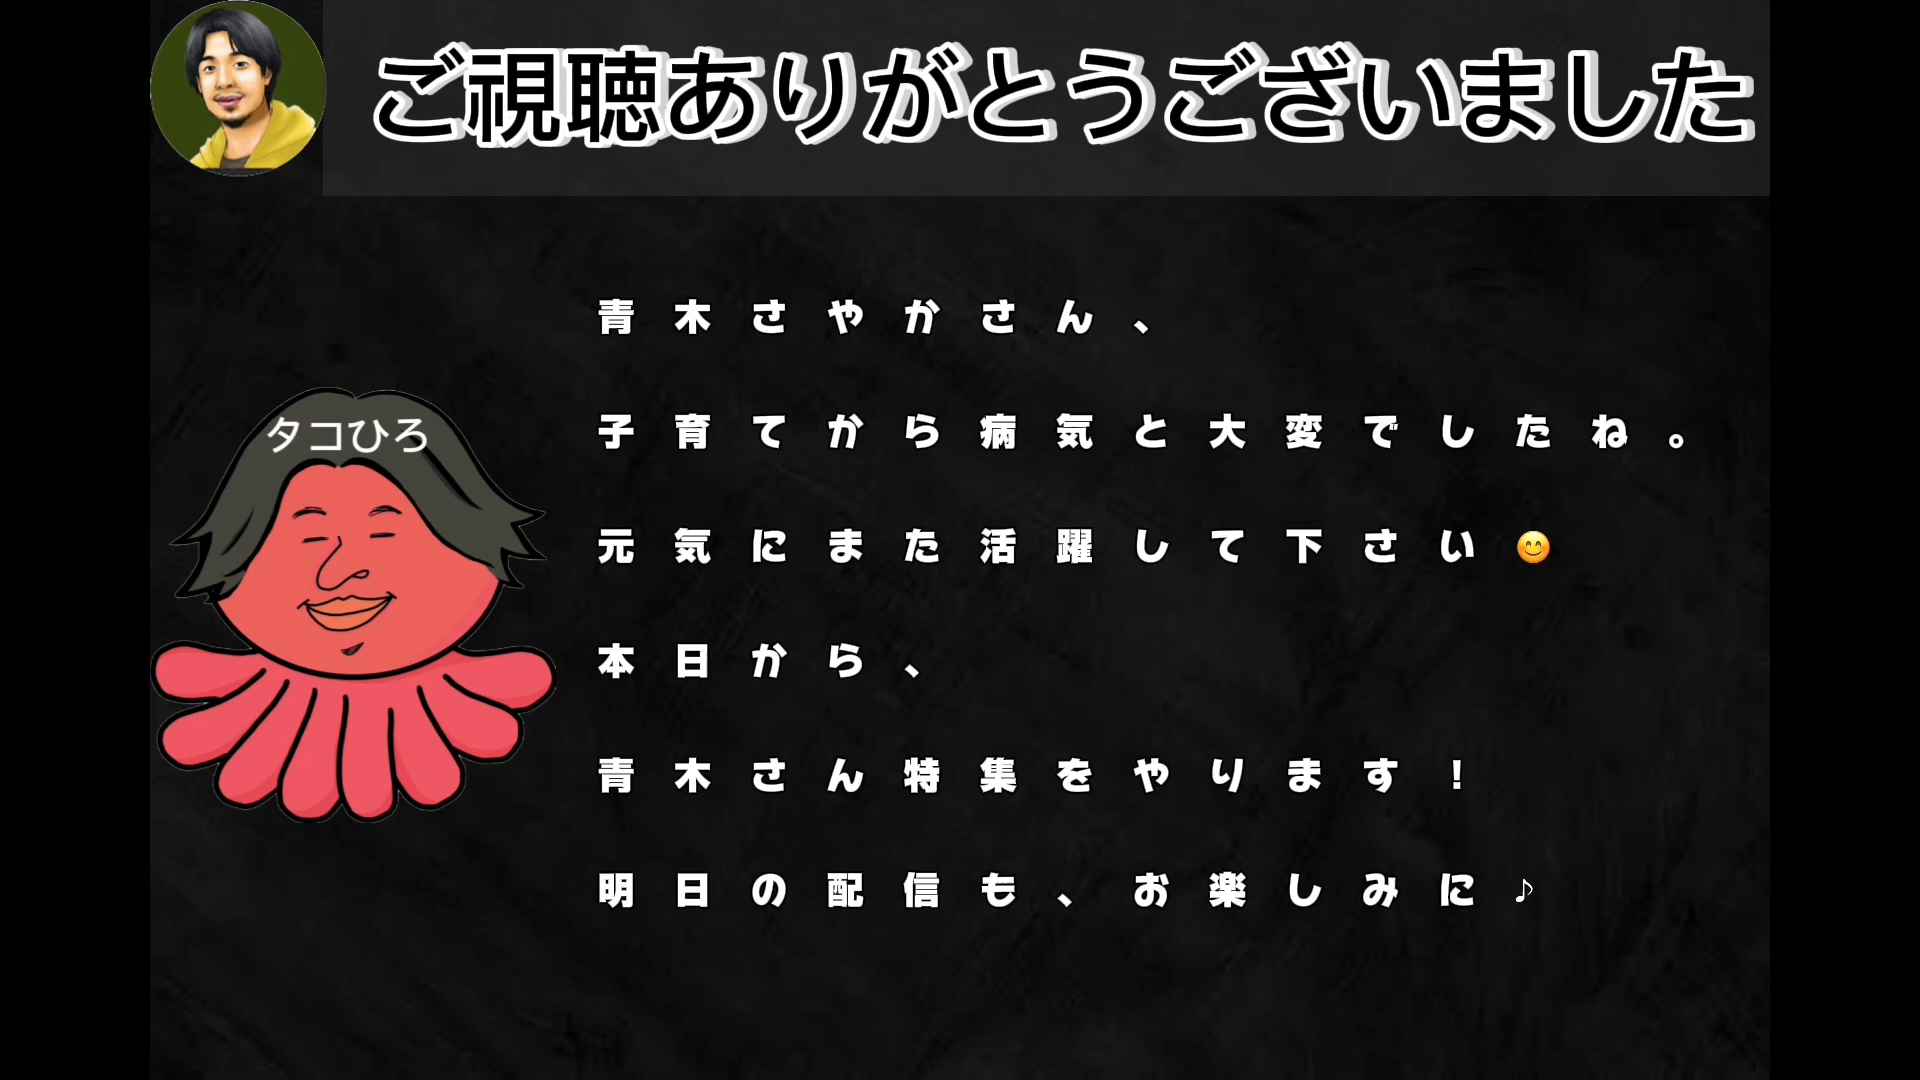 ご視聴ありがとうございました
タコひろ
青木さやかさん、
子育てから病気と大変でしたね。
元気にまた活躍して下さい😊
本日から、
青木さん特集をやります！
明日の配信も、お楽しみに♪